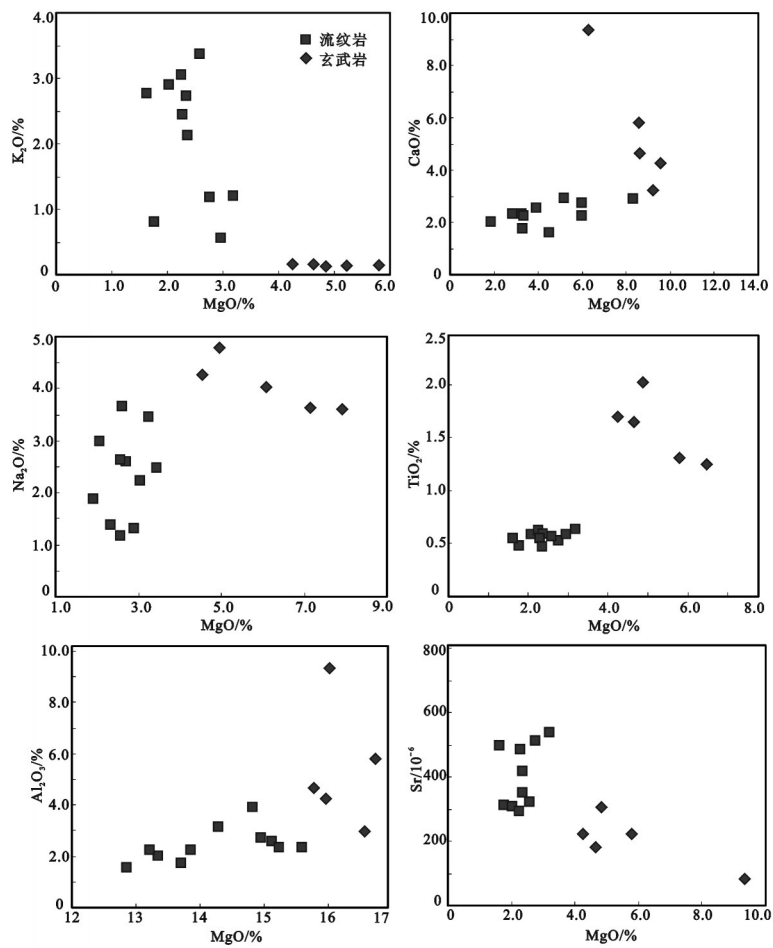 4.0
3.0
2.0
1.0
0
K₂O/%
■ 流纹岩
◆ 玄武岩
0 1.0 2.0 3.0 4.0 5.0 6.0
MgO/%
10.0
8.0
6.0
4.0
2.0
0
CaO/%
0 2.0 4.0 6.0 8.0 10.0 12.0 14.0
MgO/%
5.0
4.0
3.0
2.0
1.0
0
Na₂O/%
1.0 3.0 5.0 7.0 9.0
MgO/%
2.5
2.0
1.5
1.0
0.5
0
TiO₂/%
0 2.0 4.0 6.0 8.0
MgO/%
10.0
8.0
6.0
4.0
2.0
0
Al₂O₃/%
12 13 14 15 16 17
MgO/%
800
600
400
200
0
Sr/10⁻⁶
0 2.0 4.0 6.0 8.0 10.0
MgO/%